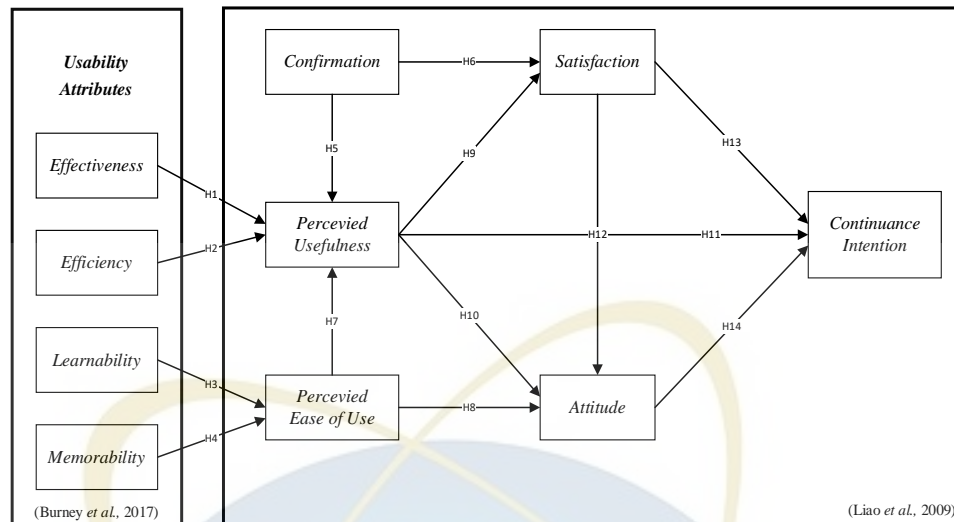 Usability
Attributes
Effectiveness
Efficiency
Learnability
Memorability
(Burney et al., 2017)
H1
H2
H3
H4
Confirmation
H6
Satisfaction
H5
H9
H13
Percevied
Usefulness
H12
H11
Continuance
Intention
H7
H10
H14
Percevied
Ease of Use
H8
Attitude
(Liao et al., 2009)